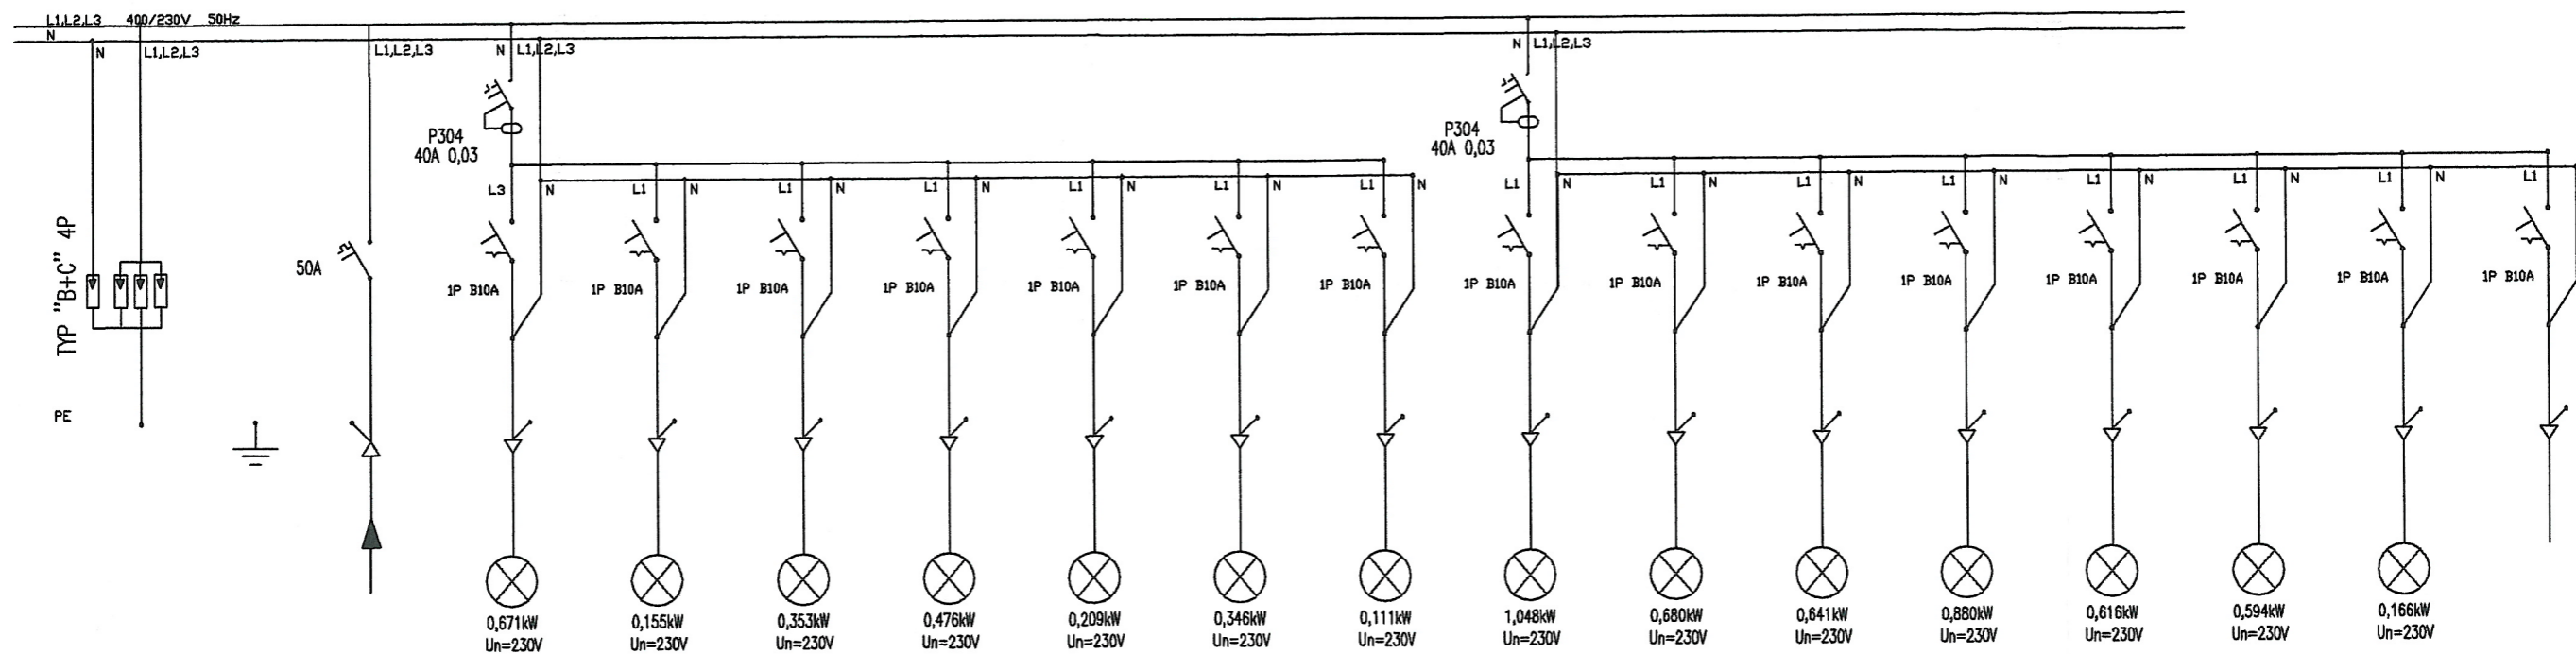 L1,L2,L3 400/230V 50Hz
N
N L1,L2,L3 L1,L2,L3 N L1,L2,L3 N L1,L2,L3
P304
40A 0,03
P304
40A 0,03
L3 N L1 N L1 N L1 N L1 N L1 N L1 N L1 N L1 N L1 N L1 N L1 N L1 N L1 N L1
TYP "B+C" 4P
50A
1P B10A 1P B10A 1P B10A 1P B10A 1P B10A 1P B10A 1P B10A 1P B10A 1P B10A 1P B10A 1P B10A 1P B10A 1P B10A 1P B10A 1P B10A
PE
0,671kW 0,155kW 0,353kW 0,476kW 0,209kW 0,346kW 0,111kW 1,048kW 0,680kW 0,641kW 0,880kW 0,616kW 0,594kW 0,166kW
Un=230V Un=230V Un=230V Un=230V Un=230V Un=230V Un=230V Un=230V Un=230V Un=230V Un=230V Un=230V Un=230V Un=230V